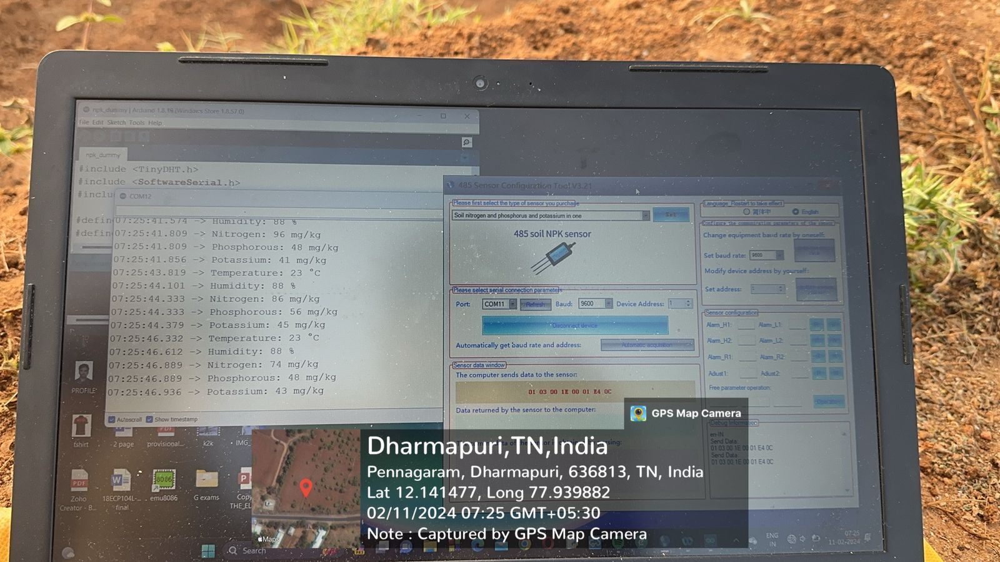 npk_dummy | Arduino 1.8.19 (Windows Store 1.8.57.0)
File Edit Sketch Tools Help
npk_dummy
#include <TinyDHT.h>
#include <SoftwareSerial.h>
#inclu
#defin
#defin
COM12
07:25:41.574 -> Humidity: 88 %
07:25:41.809 -> Nitrogen: 96 mg/kg
07:25:41.809 -> Phosphorous: 48 mg/kg
07:25:41.856 -> Potassium: 41 mg/kg
07:25:43.819 -> Temperature: 23 °C
07:25:44.101 -> Humidity: 88 %
07:25:44.333 -> Nitrogen: 86 mg/kg
07:25:44.333 -> Phosphorous: 56 mg/kg
07:25:44.379 -> Potassium: 45 mg/kg
07:25:46.332 -> Temperature: 23 °C
07:25:46.612 -> Humidity: 88 %
07:25:46.889 -> Nitrogen: 74 mg/kg
07:25:46.889 -> Phosphorous: 48 mg/kg
07:25:46.936 -> Potassium: 43 mg/kg
Autoscroll Show timestamp
485 Sensor Configuration Tool V3.21
Please first select the type of sensor you purchase
Soil nitrogen and phosphorus and potassium in one
Set
485 soil NPK sensor
Please select serial connection parameters
Port: COM11 Refresh Baud: 9600 Device Address: 1
Disconnect device
Automatically get baud rate and address: Automatic acquisition
Sensor data window
The computer sends data to the sensor:
01 03 00 1E 00 01 E4 0C
Data returned by the sensor to the computer:
Language_Restart to take effect
简体中 English
Configure the communication parameters of the device
Change equipment baud rate by oneself:
Set baud rate: 9600
Modify device address by yourself:
Set address: 1
Sensor configuration
Alarm_H1: Alarm_L1:
Alarm_H2: Alarm_L2:
Alarm_R1: Alarm_R2:
Adjust1: Adjust2:
Free parameter operation:
Debug Information
en-IN
Send Data:
01 03 00 1E 00 01 E4 0C
Send Data:
01 03 00 1E 00 01 E4 0C
PROFILE
tshirt
2 page
provisional...
k2k
IMG_
Zoho
Creator - B...
18ECP104L-...
final
8086
emu8086
G exams
Copy
THE_EL
Search
ENG
IN
07:25
11-02-2024
GPS Map Camera
Dharmapuri,TN,India
Pennagaram, Dharmapuri, 636813, TN, India
Lat 12.141477, Long 77.939882
02/11/2024 07:25 GMT+05:30
Note : Captured by GPS Map Camera
Maps